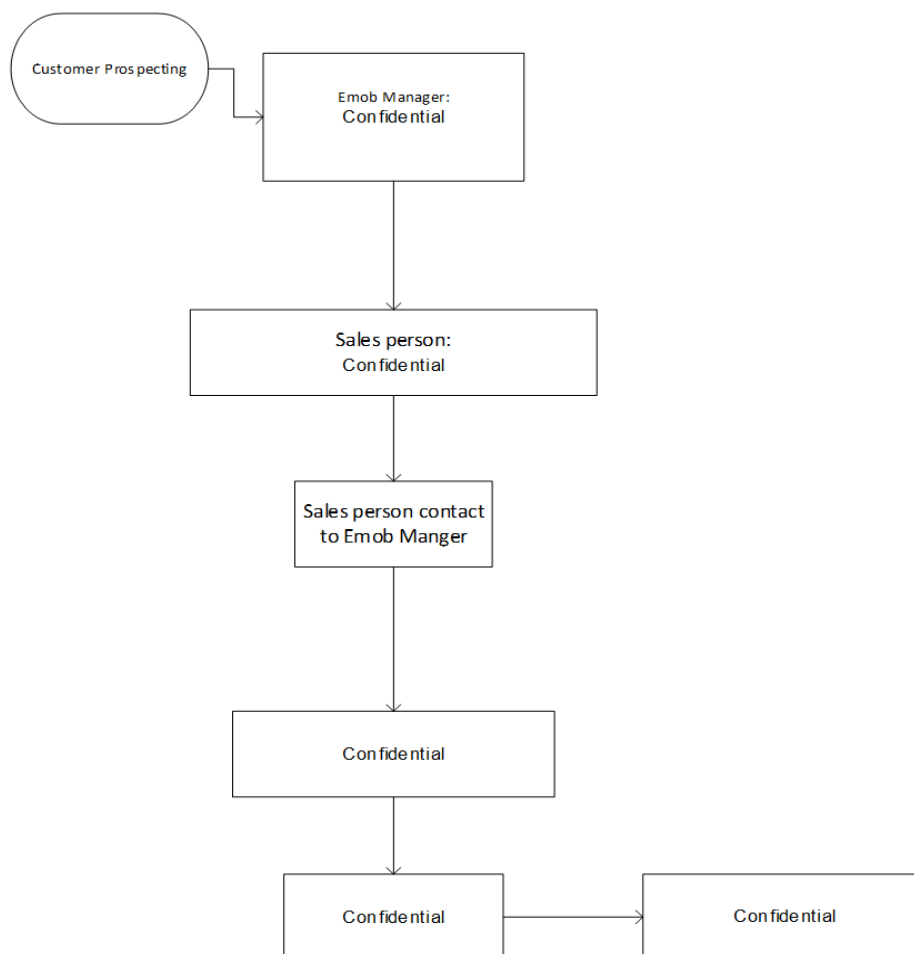 Customer Prospecting
Emob Manager:
Confidential
Sales person:
Confidential
Sales person contact
to Emob Manger
Confidential
Confidential
Confidential